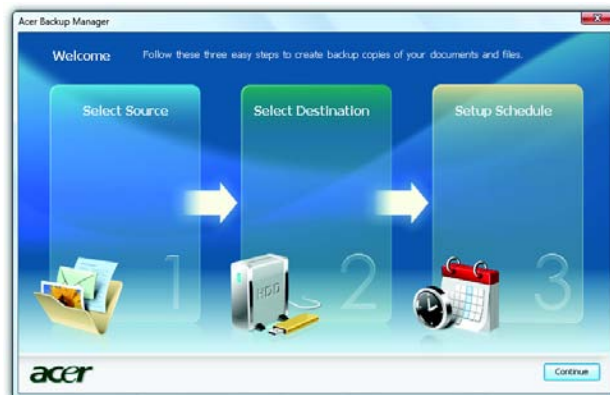 Acer Backup Manager
Welcome
Follow these three easy steps to create backup copies of your documents and files.
Select Source
Select Destination
Setup Schedule
HDD
1
2
3
acer
Continue